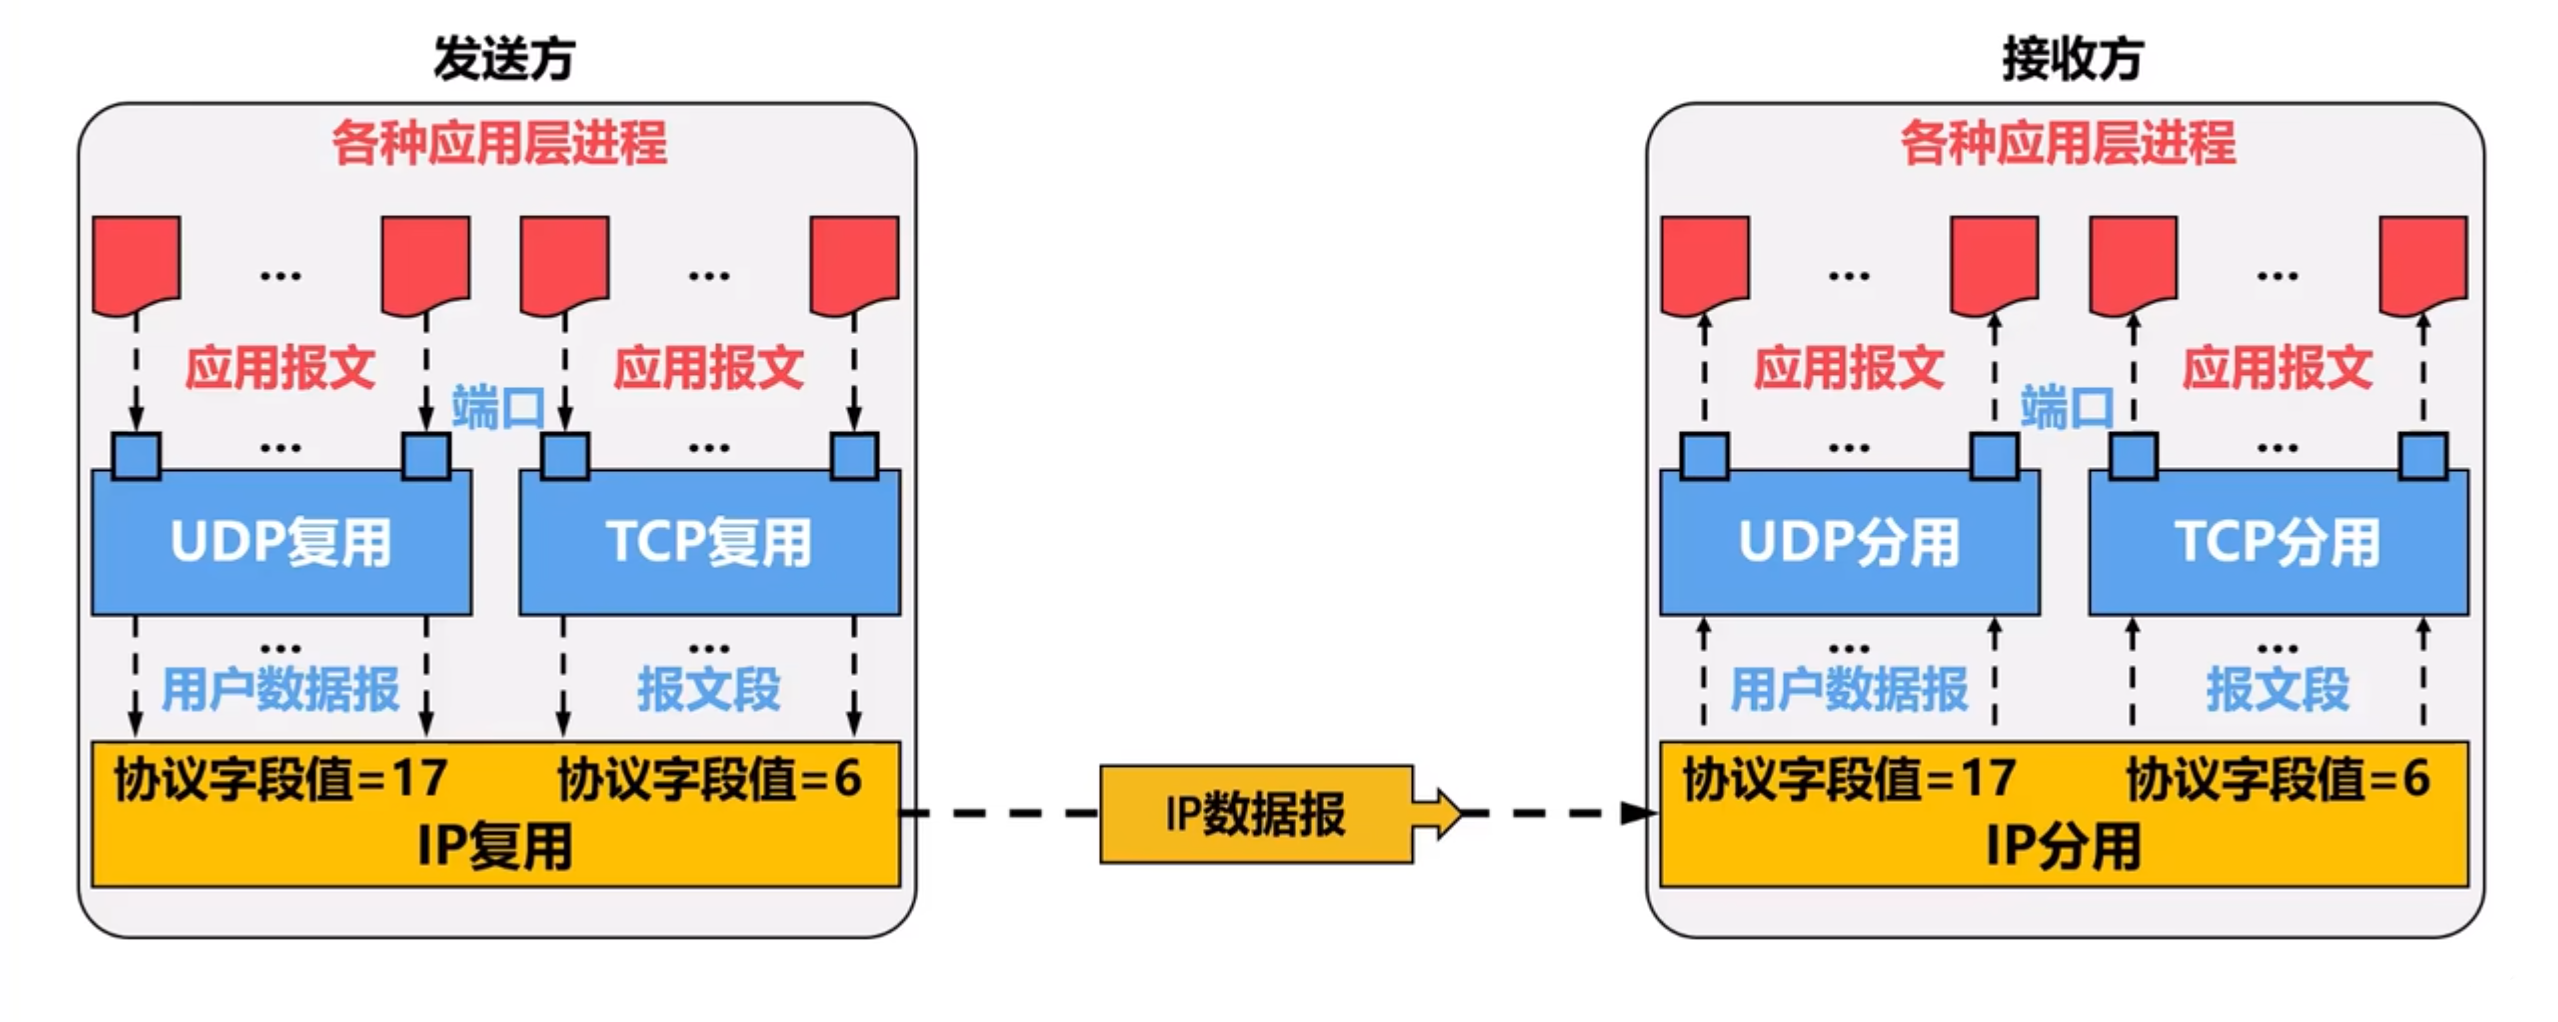 发送方
各种应用层进程
...
...
应用报文
应用报文
端口
...
...
UDP复用
TCP复用
...
...
用户数据报
报文段
协议字段值=17
协议字段值=6
IP复用
IP数据报
接收方
各种应用层进程
...
...
应用报文
应用报文
端口
...
...
UDP分用
TCP分用
...
...
用户数据报
报文段
协议字段值=17
协议字段值=6
IP分用